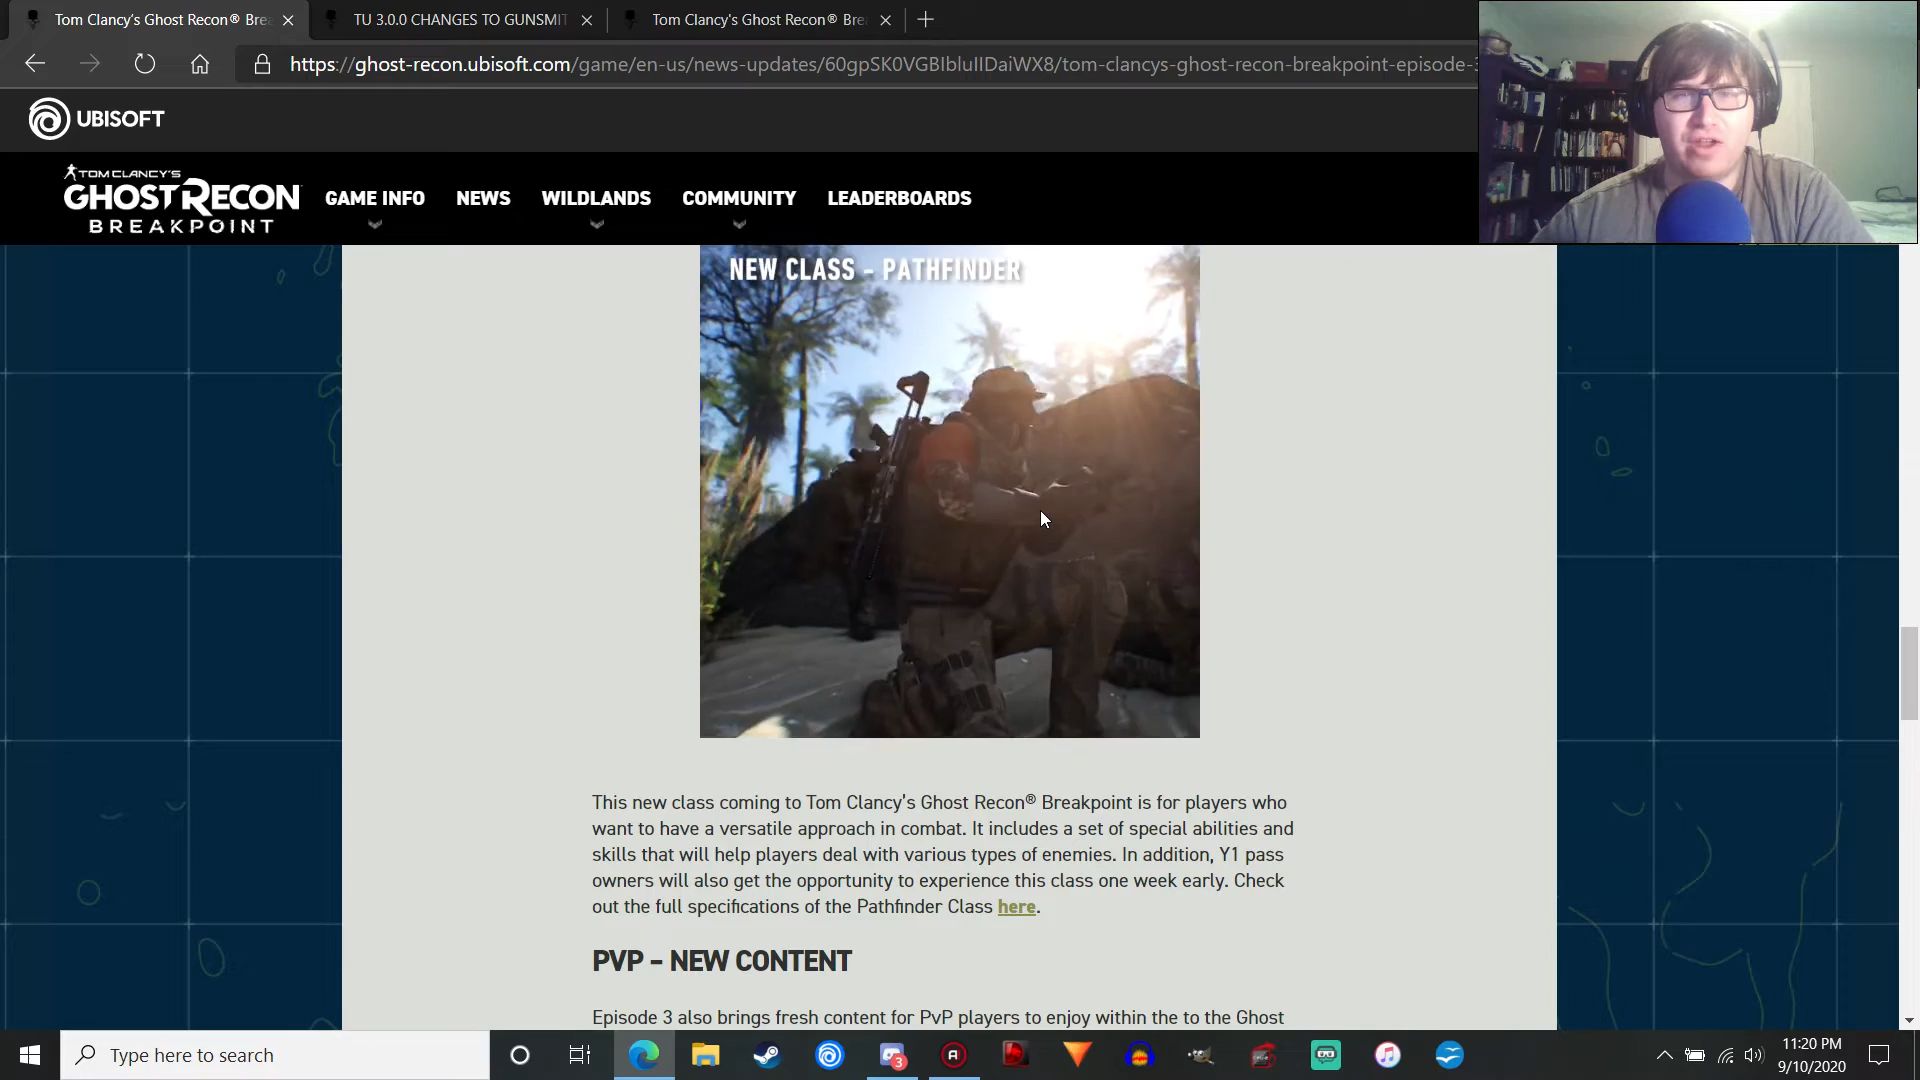 Tom Clancy's Ghost Recon® Bre
TU 3.0.0 CHANGES TO GUNSMIT
Tom Clancy's Ghost Recon® Bre
https://ghost-recon.ubisoft.com/game/en-us/news-updates/60gpSK0VGBIbluIIDaiWX8/tom-clancys-ghost-recon-breakpoint-episode-3
UBISOFT
TOM CLANCY'S
GHOST RECON
BREAKPOINT
GAME INFO
NEWS
WILDLANDS
COMMUNITY
LEADERBOARDS
NEW CLASS - PATHFINDER
This new class coming to Tom Clancy's Ghost Recon® Breakpoint is for players who
want to have a versatile approach in combat. It includes a set of special abilities and
skills that will help players deal with various types of enemies. In addition, Y1 pass
owners will also get the opportunity to experience this class one week early. Check
out the full specifications of the Pathfinder Class here.
PVP – NEW CONTENT
Episode 3 also brings fresh content for PvP players to enjoy within the to the Ghost
Type here to search
3
11:20 PM
9/10/2020